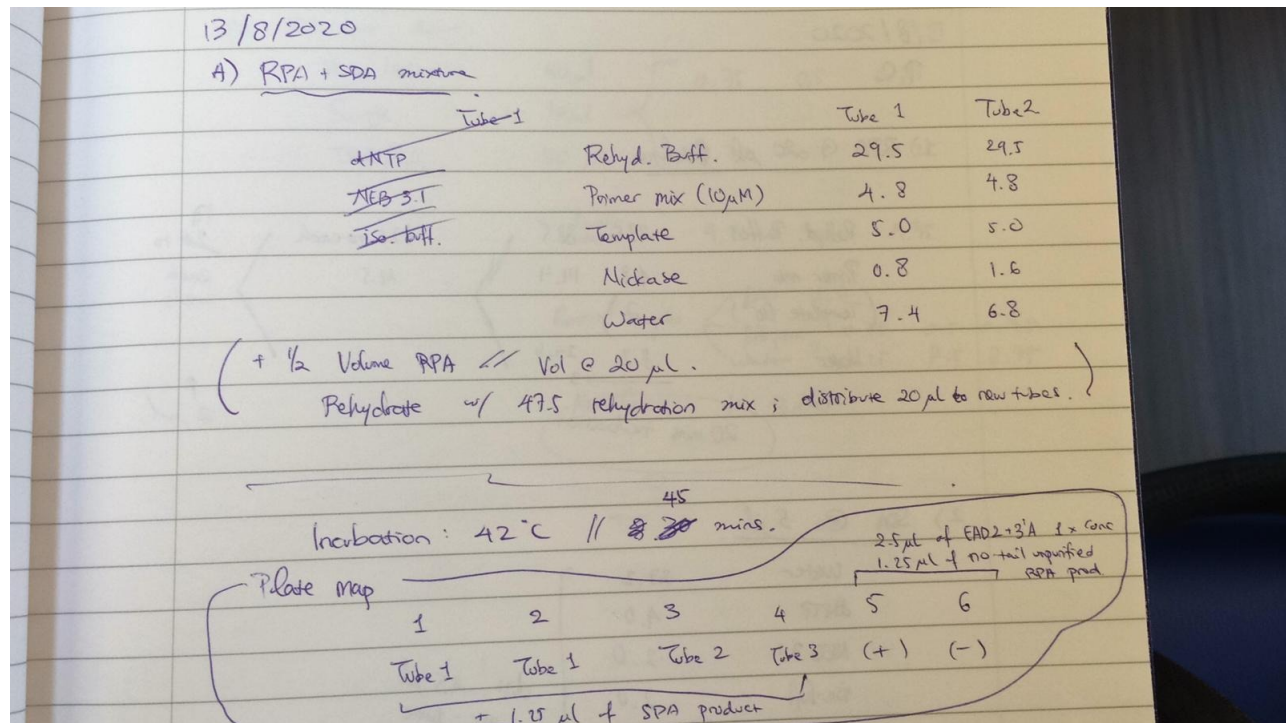 13/8/2020
A) RPA + SDA mixture
Tube 1
Tube 1 Tube 2
dNTP Rehyd. Buff. 29.5 29.5
NEB 3.1 Primer mix (10µM) 4.8 4.8
iso. buff. Template 5.0 5.0
Nickase 0.8 1.6
Water 7.4 6.8
( + 1/2 Volume RPA // Vol @ 20 µl.
Rehydrate w/ 47.5 rehydration mix ; distribute 20 µl to new tubes. )
45
Incubation : 42°C // 30 mins.
2.5 µl of EAD2+3'A 1x conc
1.25 µl of no tail unpurified
RPA prod.
Plate map
1 2 3 4 5 6
Tube 1 Tube 1 Tube 2 Tube 3 (+) (-)
+ 1.25 µl of SPA product